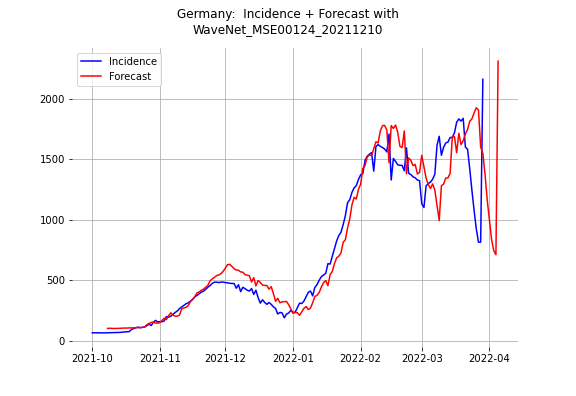 Germany:  Incidence + Forecast with
WaveNet_MSE00124_20211210
Incidence
Forecast
2000
1500
1000
500
0
2021-10 2021-11 2021-12 2022-01 2022-02 2022-03 2022-04